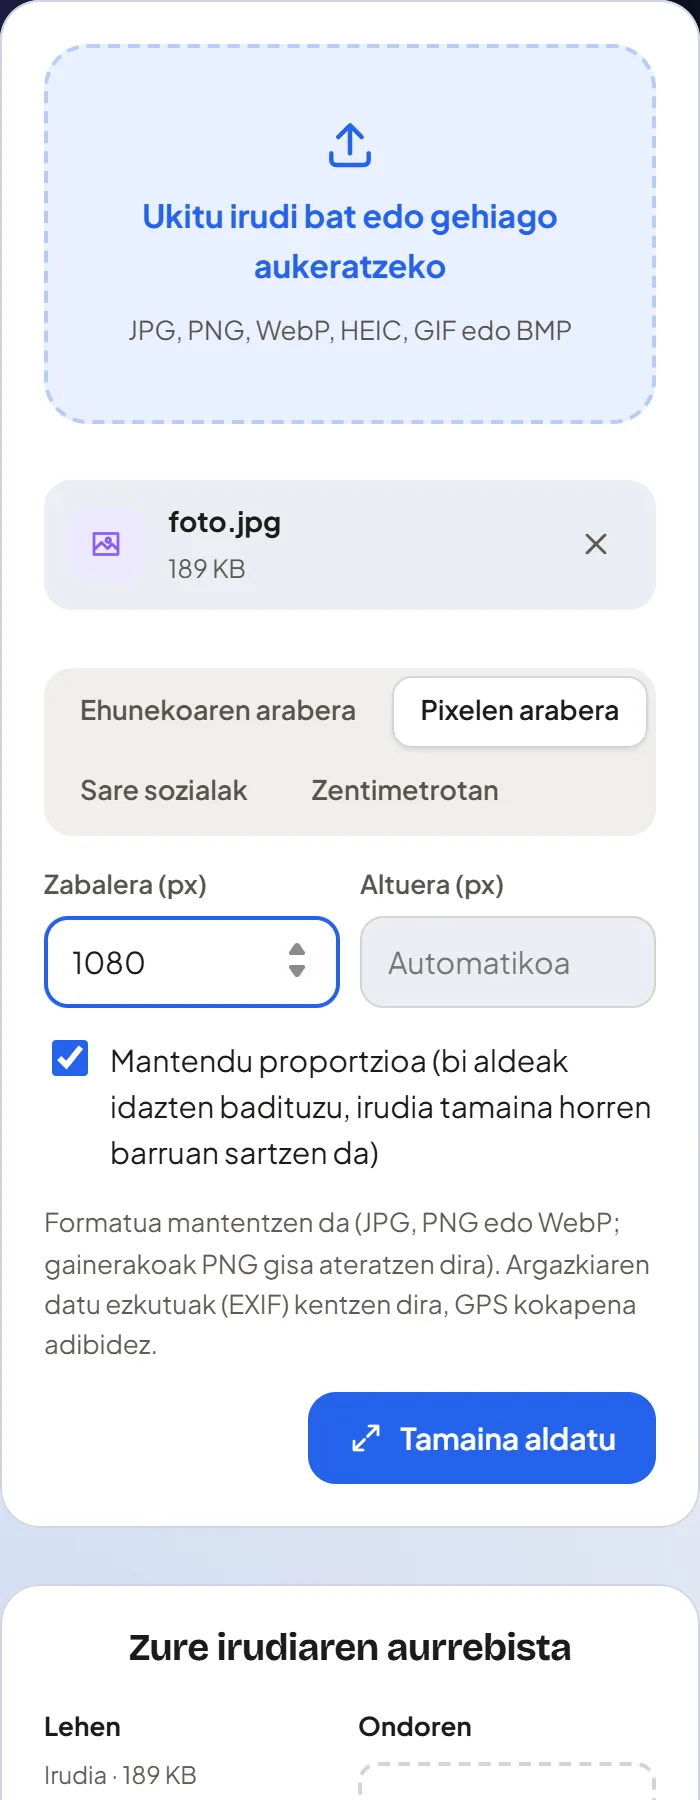 Ukitu irudi bat edo gehiago
aukeratzeko
JPG, PNG, WebP, HEIC, GIF edo BMP
foto.jpg
189 KB
Ehunekoaren arabera
Pixelen arabera
Sare sozialak
Zentimetrotan
Zabalera (px)
Altuera (px)
1080
Automatikoa
Mantendu proportzioa (bi aldeak
idazten badituzu, irudia tamaina horren
barruan sartzen da)
Formatua mantentzen da (JPG, PNG edo WebP;
gainerakoak PNG gisa ateratzen dira). Argazkiaren
datu ezkutuak (EXIF) kentzen dira, GPS kokapena
adibidez.
Tamaina aldatu
Zure irudiaren aurrebista
Lehen
Ondoren
Irudia · 189 KB